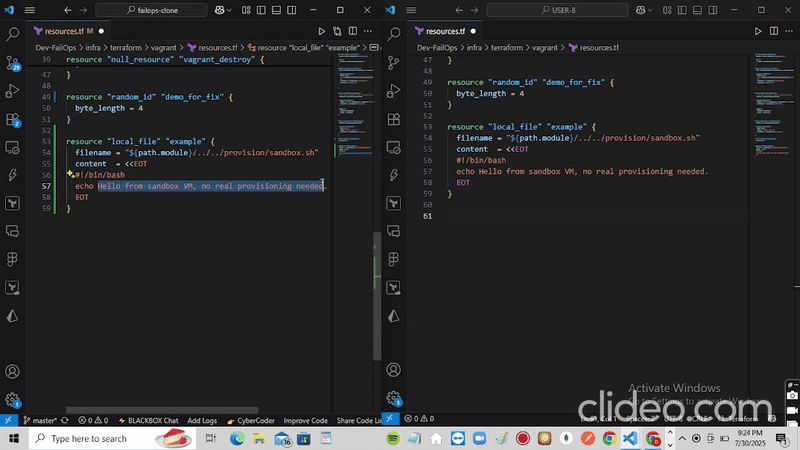 failops-clone
resources.tf M
Dev-FailOps > infra > terraform > vagrant > resources.tf > resource "local_file" "example" >
39 resource "null_resource" "vagrant_destroy" {
47 }
48
49 resource "random_id" "demo_for_fix" {
50 byte_length = 4
51 }
52
53 resource "local_file" "example" {
54 filename = "${path.module}/../../provision/sandbox.sh"
55 content = <<EOT
56 #!/bin/bash
57 echo Hello from sandbox VM, no real provisioning needed.
58 EOT
59 }
master*
0 0
BLACKBOX Chat
Add Logs
CyberCoder
Improve Code
Share Code Lin
USER-B
resources.tf
Dev-FailOps > infra > terraform > vagrant > resources.tf
47 }
48
49 resource "random_id" "demo_for_fix" {
50 byte_length = 4
51 }
52
53 resource "local_file" "example" {
54 filename = "${path.module}/../../provision/sandbox.sh"
55 content = <<EOT
56 #!/bin/bash
57 echo Hello from sandbox VM, no real provisioning needed.
58 EOT
59 }
60
61
Activate Windows
Go to Settings to activate Windows.
clideo.com
0 0
Type here to search
9:24 PM
7/30/2025